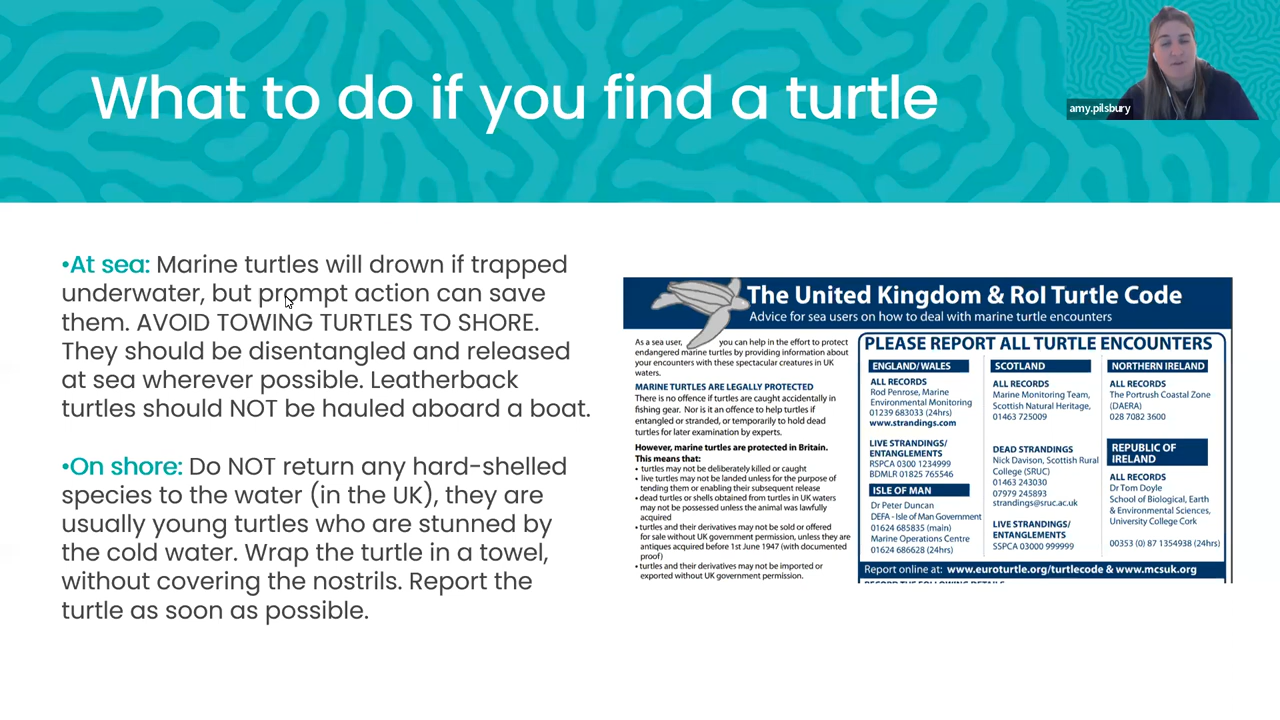 What to do if you find a turtle
amy.pilsbury
•At sea: Marine turtles will drown if trapped
underwater, but prompt action can save
them. AVOID TOWING TURTLES TO SHORE.
They should be disentangled and released
at sea wherever possible. Leatherback
turtles should NOT be hauled aboard a boat.
•On shore: Do NOT return any hard-shelled
species to the water (in the UK), they are
usually young turtles who are stunned by
the cold water. Wrap the turtle in a towel,
without covering the nostrils. Report the
turtle as soon as possible.
The United Kingdom & RoI Turtle Code
Advice for sea users on how to deal with marine turtle encounters
As a sea user, you can help in the effort to protect
endangered marine turtles by providing information about
your encounters with these spectacular creatures in UK
waters.
MARINE TURTLES ARE LEGALLY PROTECTED
There is no offence if turtles are caught accidentally in
fishing gear. Nor is it an offence to help turtles if
entangled or stranded, or temporarily to hold dead
turtles for later examination by experts.
However, marine turtles are protected in Britain.
This means that:
• turtles may not be deliberately killed or caught
• live turtles may not be landed unless for the purpose of
tending them or enabling their subsequent release
• dead turtles or shells obtained from turtles in UK waters
may not be possessed unless the animal was lawfully
acquired
• turtles and their derivatives may not be sold or offered
for sale without UK government permission, unless they are
antiques acquired before 1st June 1947 (with documented
proof)
• turtles and their derivatives may not be imported or
exported without UK government permission.
PLEASE REPORT ALL TURTLE ENCOUNTERS
ENGLAND/WALES
ALL RECORDS
Rod Penrose, Marine
Environmental Monitoring
01239 683033 (24hrs)
www.strandings.com
LIVE STRANDINGS/
ENTANGLEMENTS
RSPCA 0300 1234999
BDMLR 01825 765546
ISLE OF MAN
Dr Peter Duncan
DEFA - Isle of Man Government
01624 685835 (main)
Marine Operations Centre
01624 686628 (24hrs)
SCOTLAND
ALL RECORDS
Marine Monitoring Team,
Scottish Natural Heritage,
01463 725009
DEAD STRANDINGS
Nick Davison, Scottish Rural
College (SRUC)
01463 243030
07979 245893
strandings@sruc.ac.uk
LIVE STRANDINGS/
ENTANGLEMENTS
SSPCA 03000 999999
NORTHERN IRELAND
ALL RECORDS
The Portrush Coastal Zone
(DAERA)
028 7082 3600
REPUBLIC OF
IRELAND
ALL RECORDS
Dr Tom Doyle
School of Biological, Earth
& Environmental Sciences,
University College Cork
00353 (0) 87 1354938 (24hrs)
Report online at: www.euroturtle.org/turtlecode & www.mcsuk.org